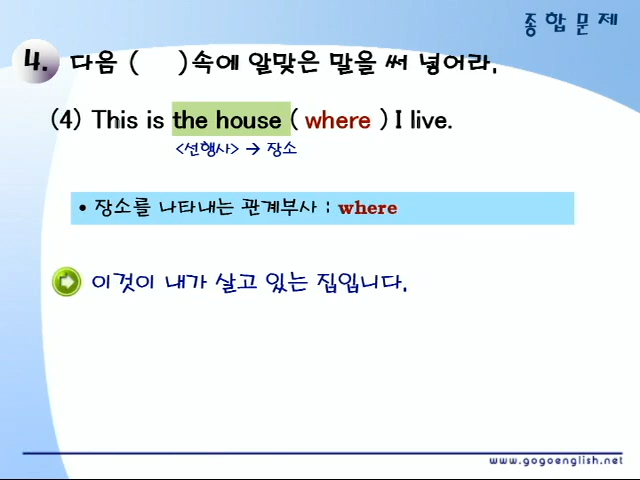 종합문제
4. 다음 ( )속에 알맞은 말을 써 넣어라.
(4) This is the house ( where ) I live.
<선행사> → 장소
• 장소를 나타내는 관계부사 : where
이것이 내가 살고 있는 집입니다.
www.gogoenglish.net